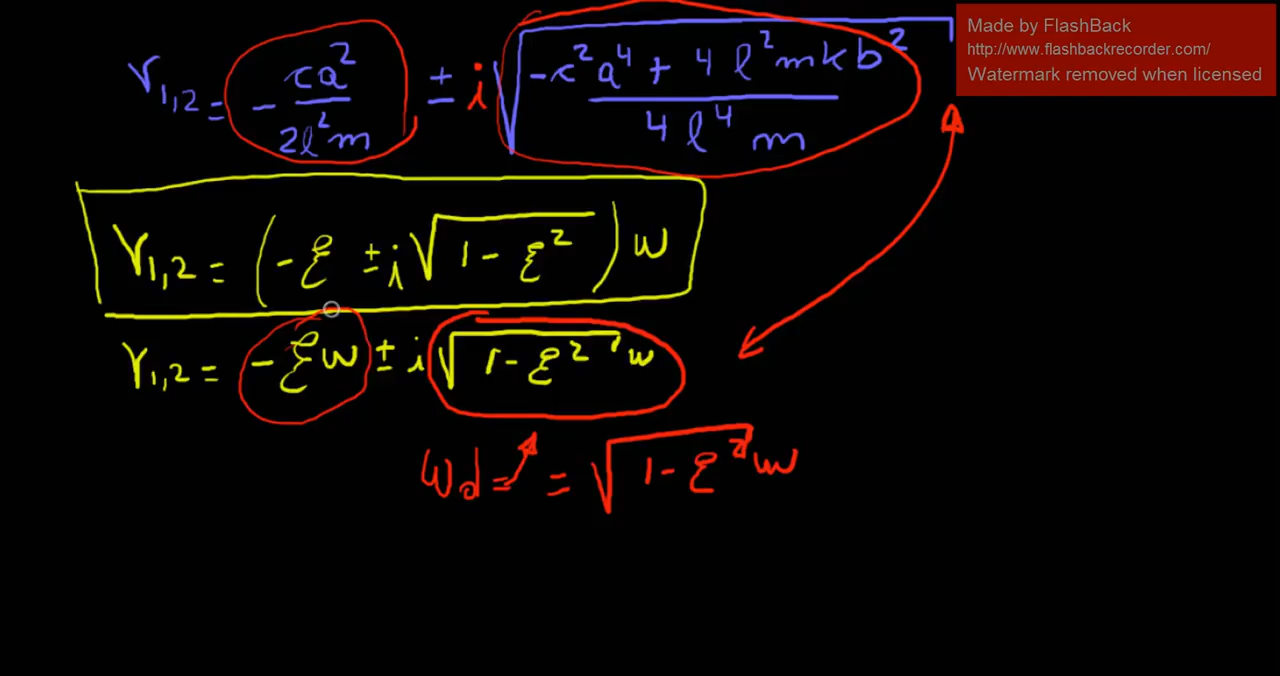 Made by FlashBack
http://www.flashbackrecorder.com/
Watermark removed when licensed
r₁,₂ = - ca²/2l²m ± i √((-c²a⁴ + 4l²mkb²)/(4l⁴m))
r₁,₂ = (-ξ ± i√(1-ξ²)) w
r₁,₂ = -ξw ± i √(1-ξ²) w
wd = = √(1-ξ²) w